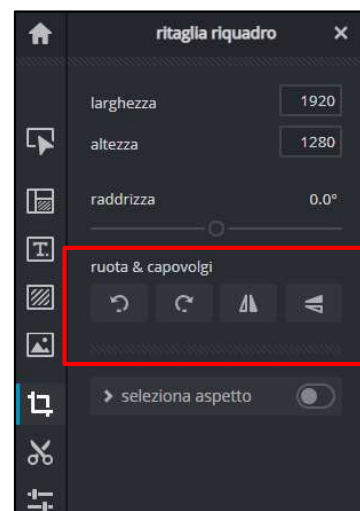 ritaglia riquadro
larghezza 1920
altezza 1280
raddrizza 0.0°
ruota & capovolgi
seleziona aspetto